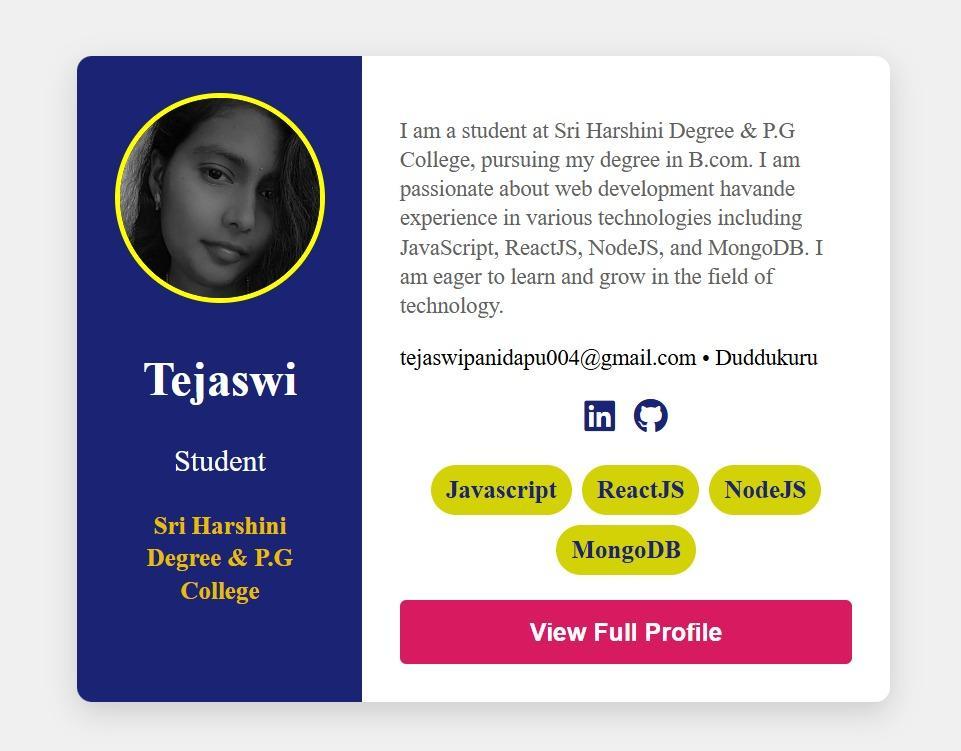 Tejaswi
Student
Sri Harshini
Degree & P.G
College
I am a student at Sri Harshini Degree & P.G
College, pursuing my degree in B.com. I am
passionate about web development havande
experience in various technologies including
JavaScript, ReactJS, NodeJS, and MongoDB. I
am eager to learn and grow in the field of
technology.
tejaswipanidapu004@gmail.com • Duddukuru
in
Javascript ReactJS NodeJS
MongoDB
View Full Profile